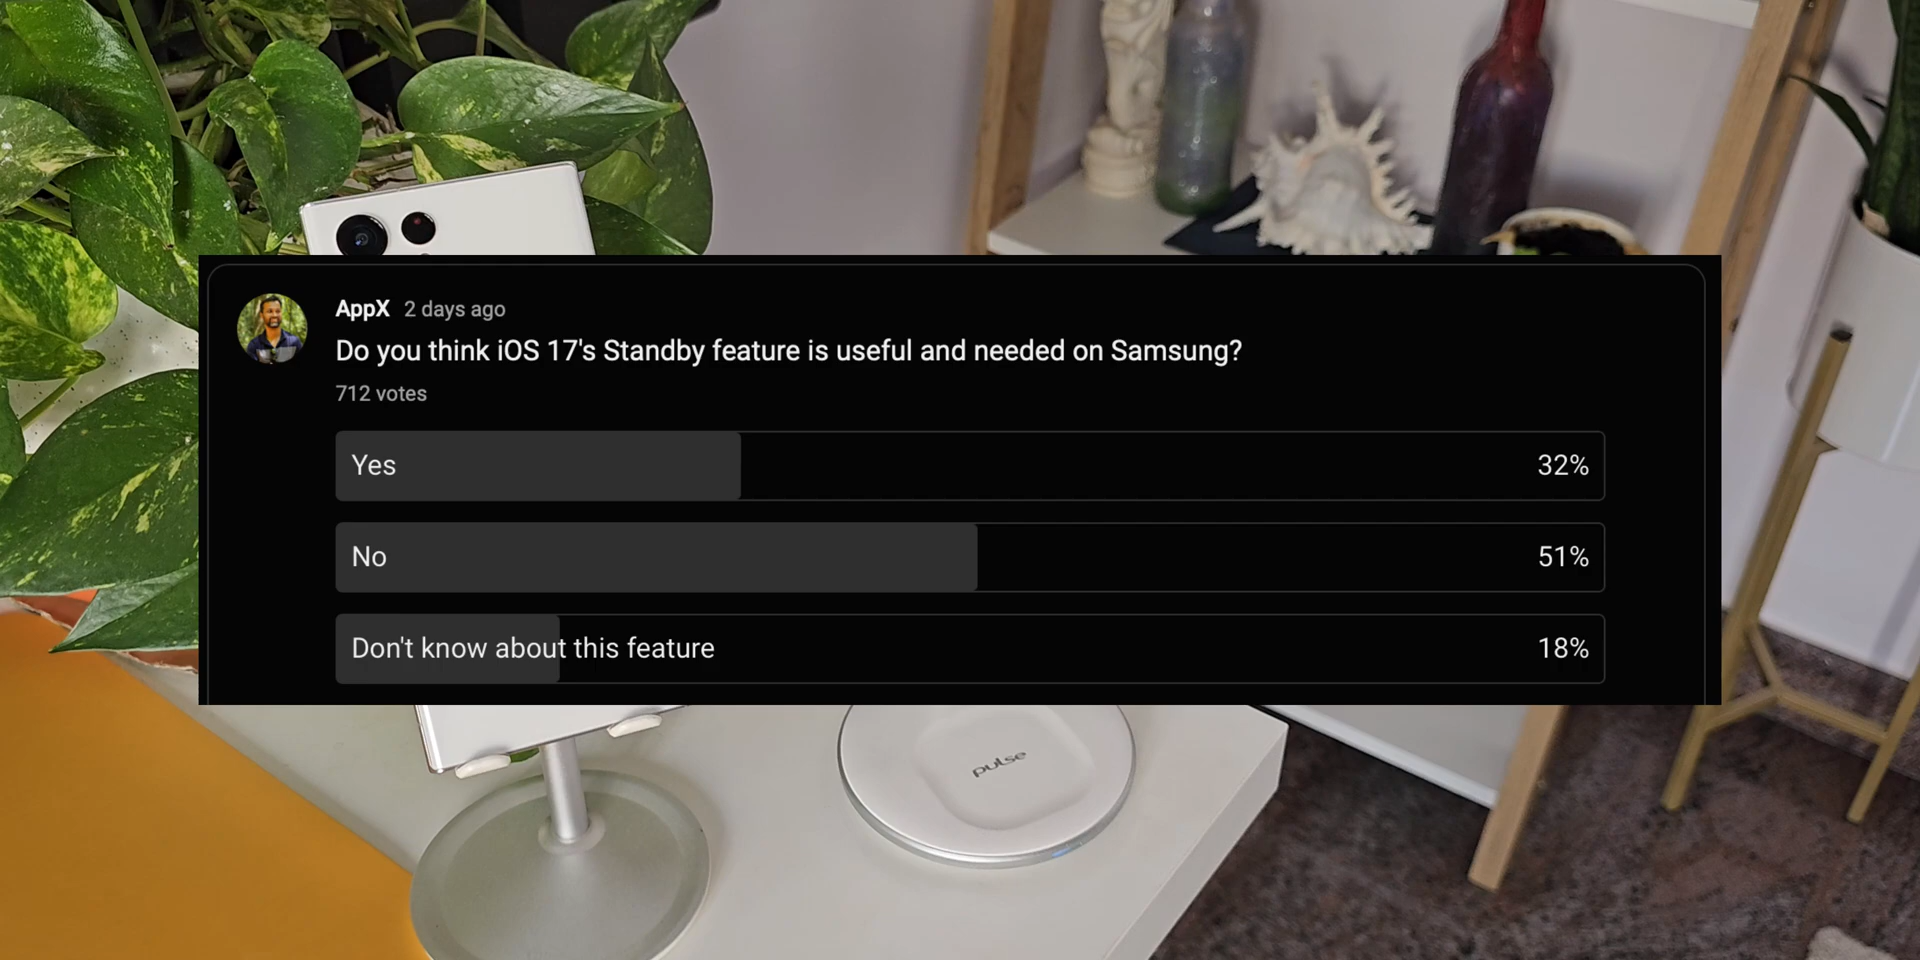 AppX 2 days ago
Do you think iOS 17's Standby feature is useful and needed on Samsung?
712 votes
Yes 32%
No 51%
Don't know about this feature 18%
pulse